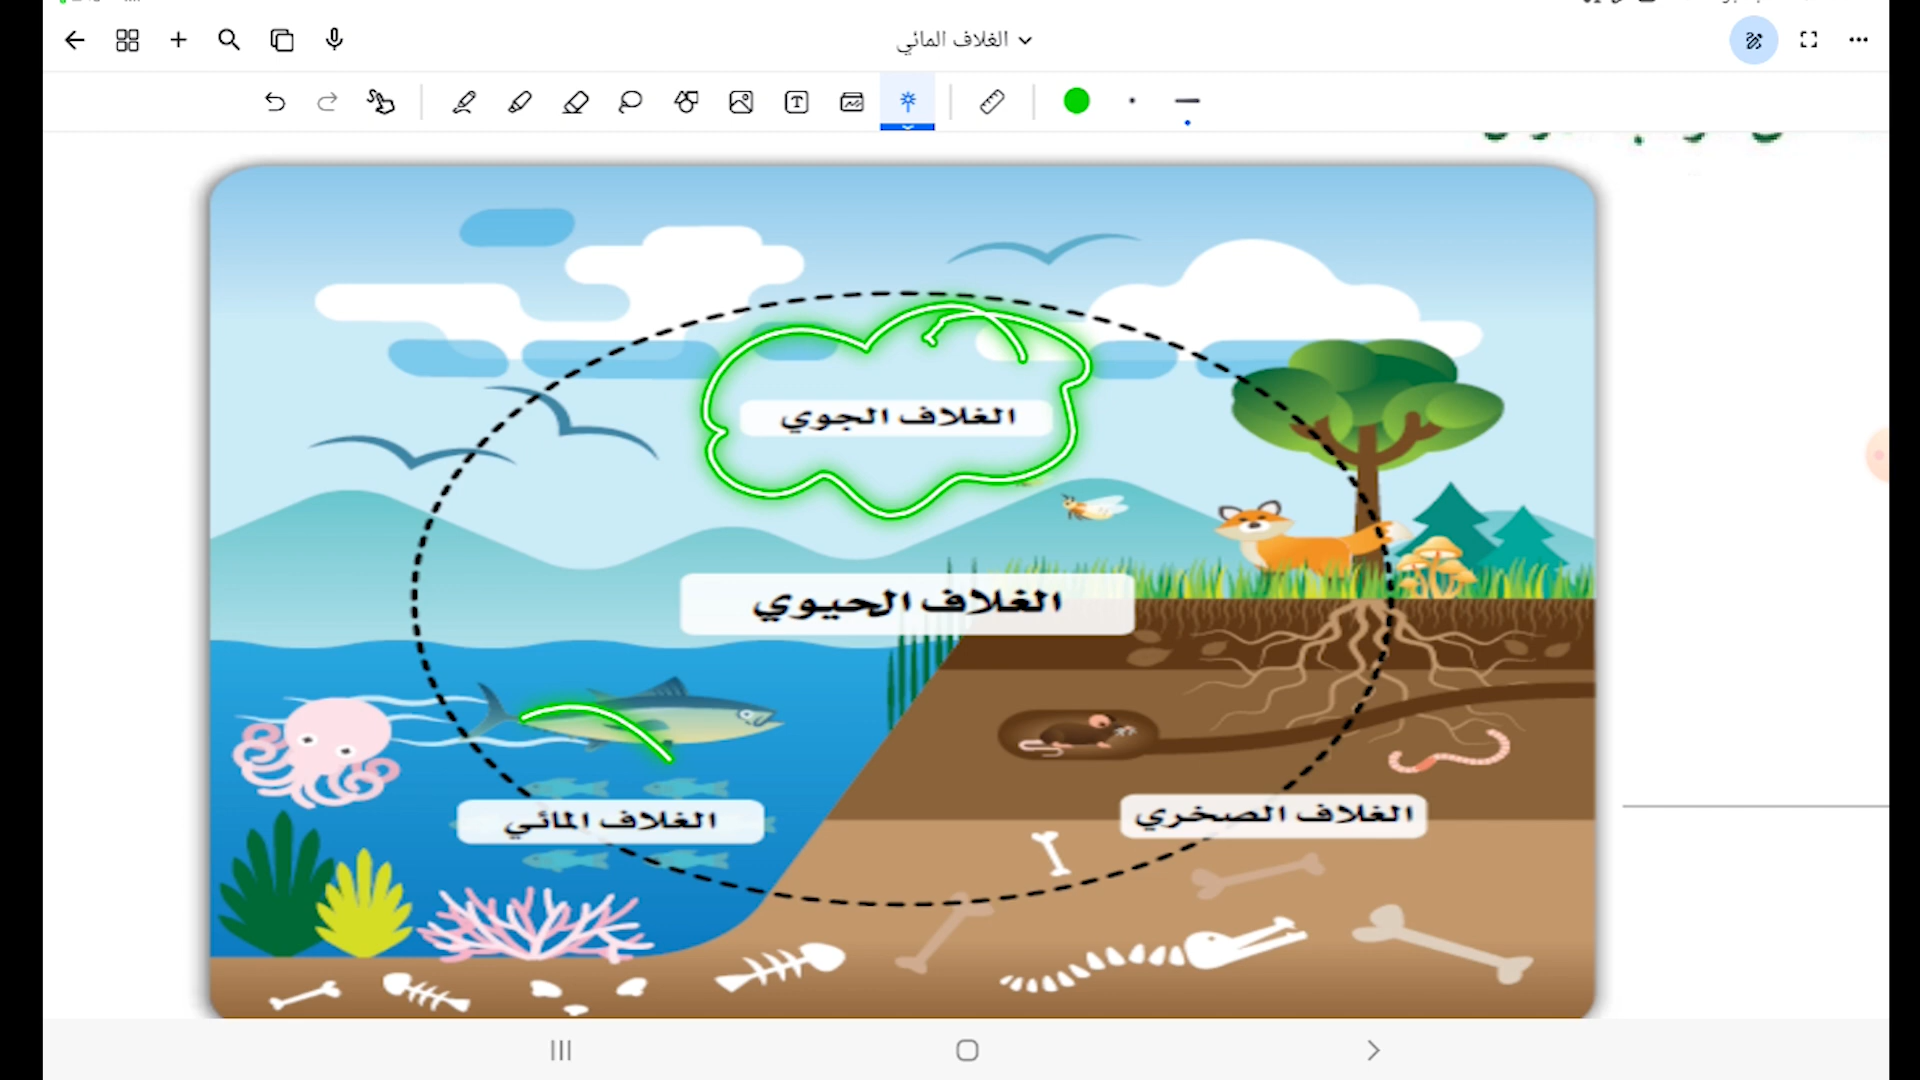 الغلاف المائي
الغلاف الجوي
الغلاف الحيوي
الغلاف المائي
الغلاف الصخري